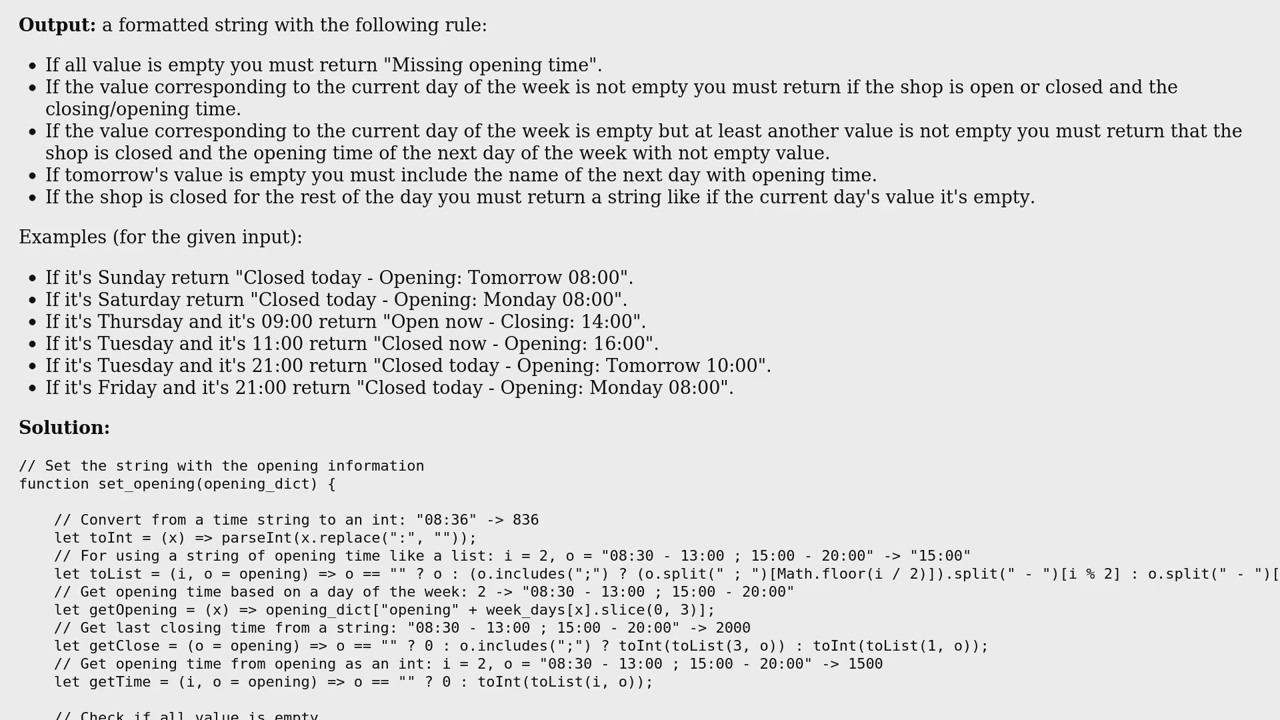 Output: a formatted string with the following rule:
If all value is empty you must return "Missing opening time".
If the value corresponding to the current day of the week is not empty you must return if the shop is open or closed and the
closing/opening time.
If the value corresponding to the current day of the week is empty but at least another value is not empty you must return that the
shop is closed and the opening time of the next day of the week with not empty value.
If tomorrow's value is empty you must include the name of the next day with opening time.
If the shop is closed for the rest of the day you must return a string like if the current day's value it's empty.
Examples (for the given input):
If it's Sunday return "Closed today - Opening: Tomorrow 08:00".
If it's Saturday return "Closed today - Opening: Monday 08:00".
If it's Thursday and it's 09:00 return "Open now - Closing: 14:00".
If it's Tuesday and it's 11:00 return "Closed now - Opening: 16:00".
If it's Tuesday and it's 21:00 return "Closed today - Opening: Tomorrow 10:00".
If it's Friday and it's 21:00 return "Closed today - Opening: Monday 08:00".
Solution:
// Set the string with the opening information
function set_opening(opening_dict) {
// Convert from a time string to an int: "08:36" -> 836
let toInt = (x) => parseInt(x.replace(":", ""));
// For using a string of opening time like a list: i = 2, o = "08:30 - 13:00 ; 15:00 - 20:00" -> "15:00"
let toList = (i, o = opening) => o == "" ? o : (o.includes(";") ? (o.split(" ; ")[Math.floor(i / 2)]).split(" - ")[i % 2] : o.split(" - ")[
// Get opening time based on a day of the week: 2 -> "08:30 - 13:00 ; 15:00 - 20:00"
let getOpening = (x) => opening_dict["opening" + week_days[x].slice(0, 3)];
// Get last closing time from a string: "08:30 - 13:00 ; 15:00 - 20:00" -> 2000
let getClose = (o = opening) => o == "" ? 0 : o.includes(";") ? toInt(toList(3, o)) : toInt(toList(1, o));
// Get opening time from opening as an int: i = 2, o = "08:30 - 13:00 ; 15:00 - 20:00" -> 1500
let getTime = (i, o = opening) => o == "" ? 0 : toInt(toList(i, o));
// Check if all value is empty